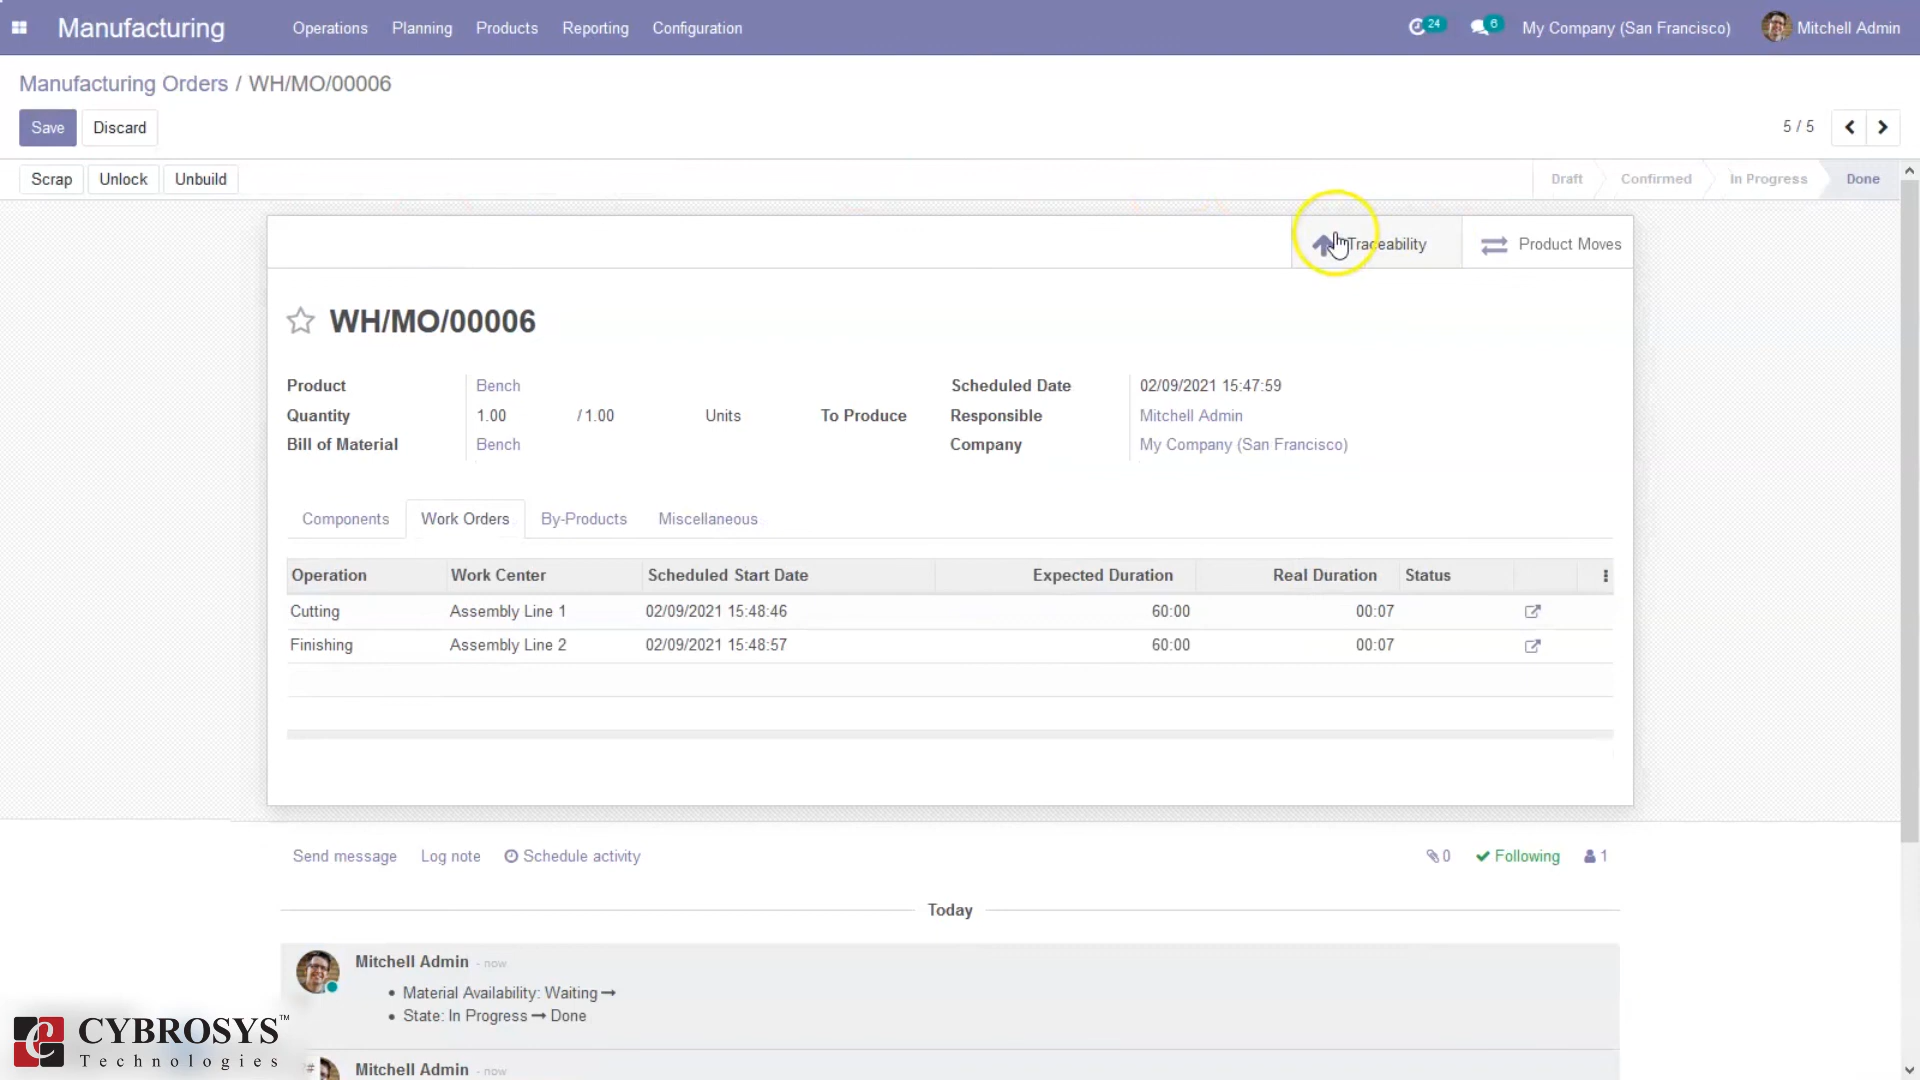 Manufacturing Operations Planning Products Reporting Configuration 24 6 My Company (San Francisco) Mitchell Admin
Manufacturing Orders / WH/MO/00006
Save Discard 5 / 5
Scrap Unlock Unbuild Draft Confirmed In Progress Done
Traceability Product Moves
WH/MO/00006
Product Bench Scheduled Date 02/09/2021 15:47:59
Quantity 1.00 / 1.00 Units To Produce Responsible Mitchell Admin
Bill of Material Bench Company My Company (San Francisco)
Components Work Orders By-Products Miscellaneous
Operation Work Center Scheduled Start Date Expected Duration Real Duration Status
Cutting Assembly Line 1 02/09/2021 15:48:46 60:00 00:07
Finishing Assembly Line 2 02/09/2021 15:48:57 60:00 00:07
Send message Log note Schedule activity 0 Following 1
Today
Mitchell Admin - now
• Material Availability: Waiting →
• State: In Progress → Done
Mitchell Admin - now
CYBROSYS™
Technologies